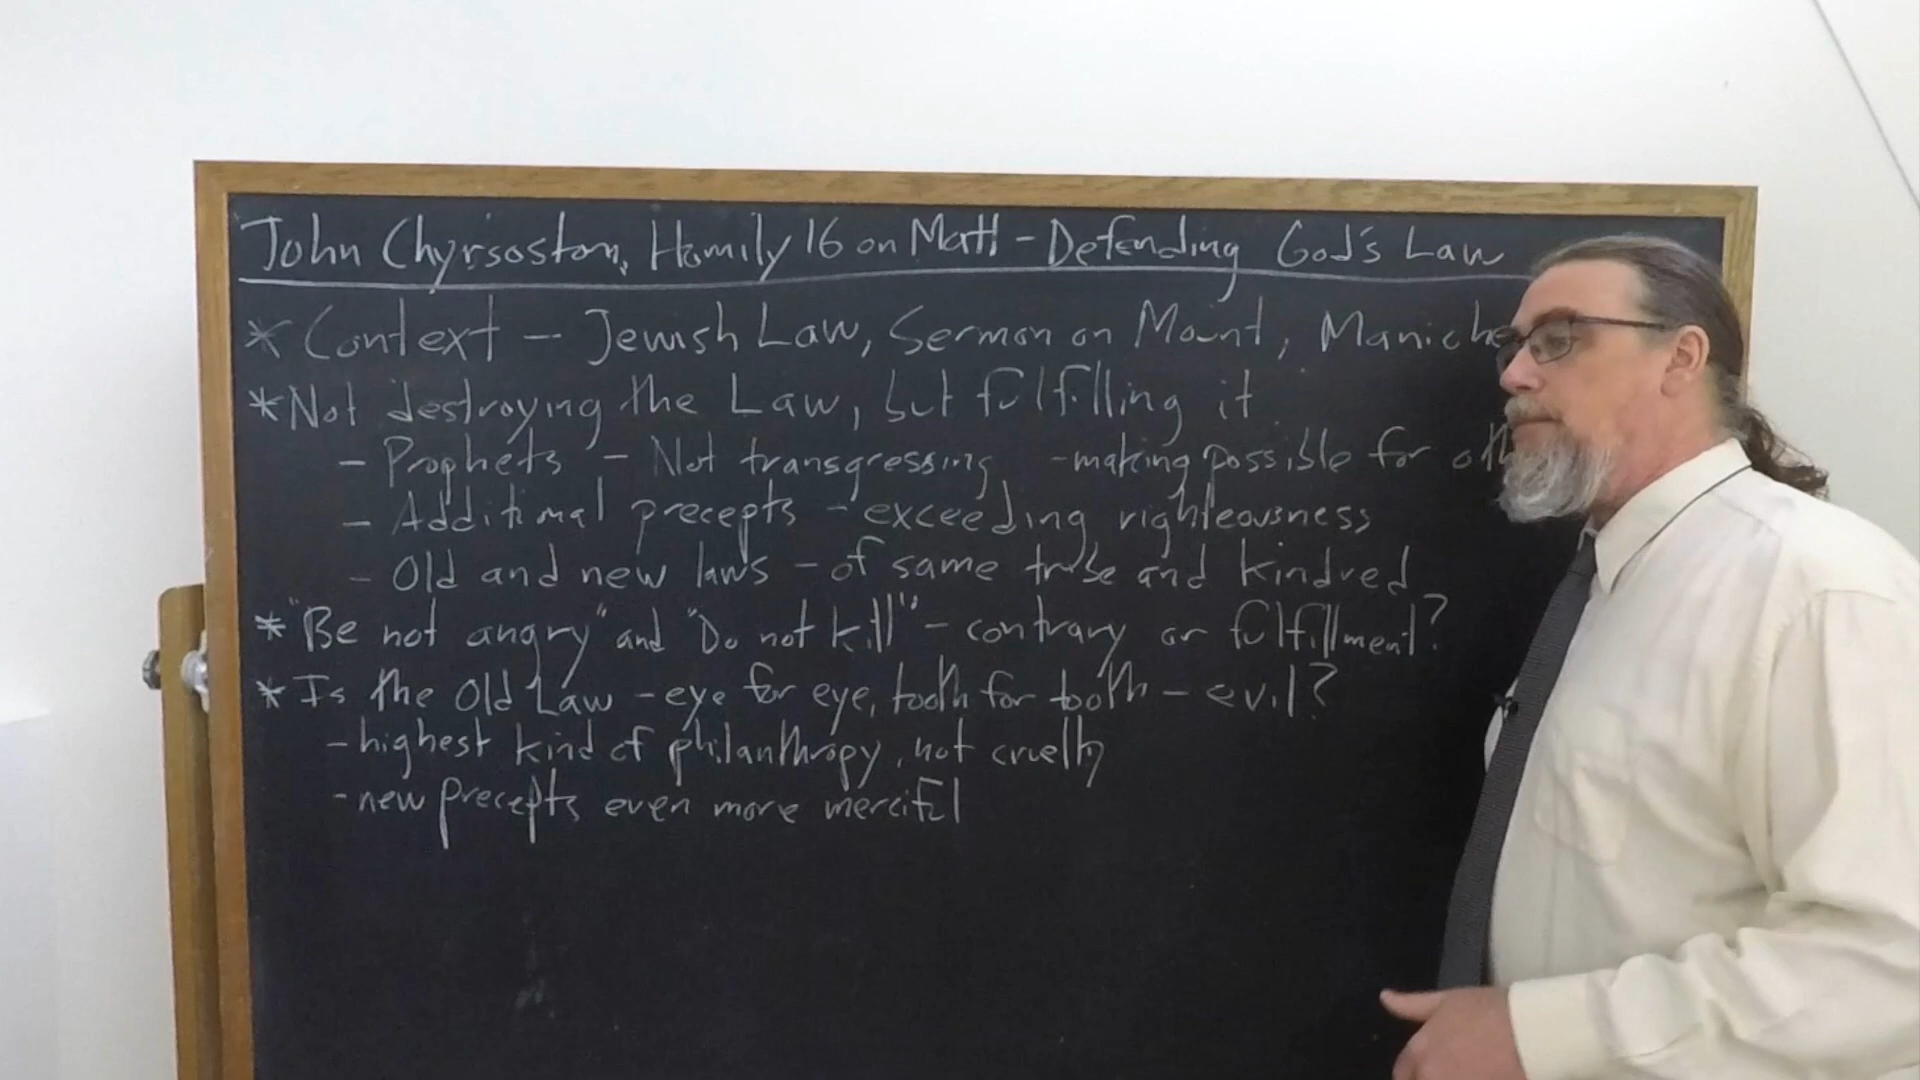 John Chyrsostom, Homily 16 on Matt - Defending God's Law
* Context - Jewish Law, Sermon on Mount, Maniche
* Not destroying the Law, but fulfilling it
- Prophets - Not transgressing - making possible for oth
- Additional precepts - exceeding righteousness
- Old and new laws - of same tribe and kindred
* "Be not angry" and "Do not kill" - contrary or fulfillment?
* Is the Old Law - eye for eye, tooth for tooth - evil?
- highest kind of philanthropy, not cruelty
- new precepts even more merciful